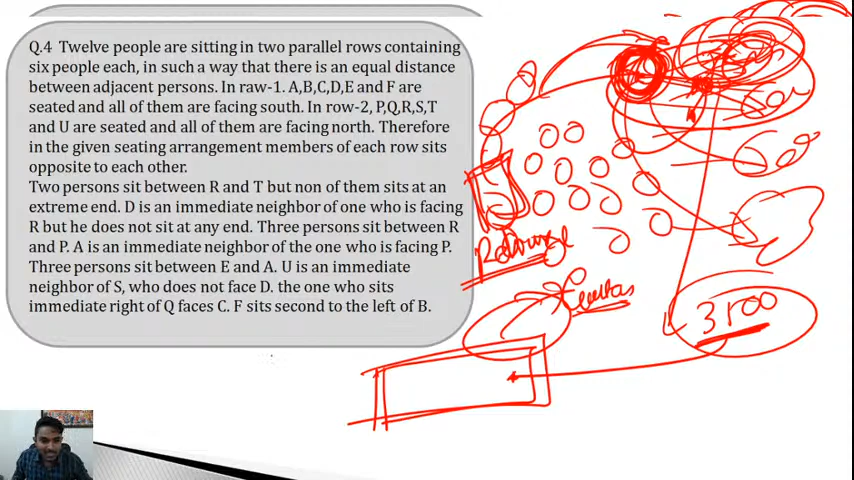 Q.4 Twelve people are sitting in two parallel rows containing
six people each, in such a way that there is an equal distance
between adjacent persons. In raw-1. A,B,C,D,E and F are
seated and all of them are facing south. In row-2, P,Q,R,S,T
and U are seated and all of them are facing north. Therefore
in the given seating arrangement members of each row sits
opposite to each other.
Two persons sit between R and T but non of them sits at an
extreme end. D is an immediate neighbor of one who is facing
R but he does not sit at any end. Three persons sit between R
and P. A is an immediate neighbor of the one who is facing P.
Three persons sit between E and A. U is an immediate
neighbor of S, who does not face D. the one who sits
immediate right of Q faces C. F sits second to the left of B.
3500